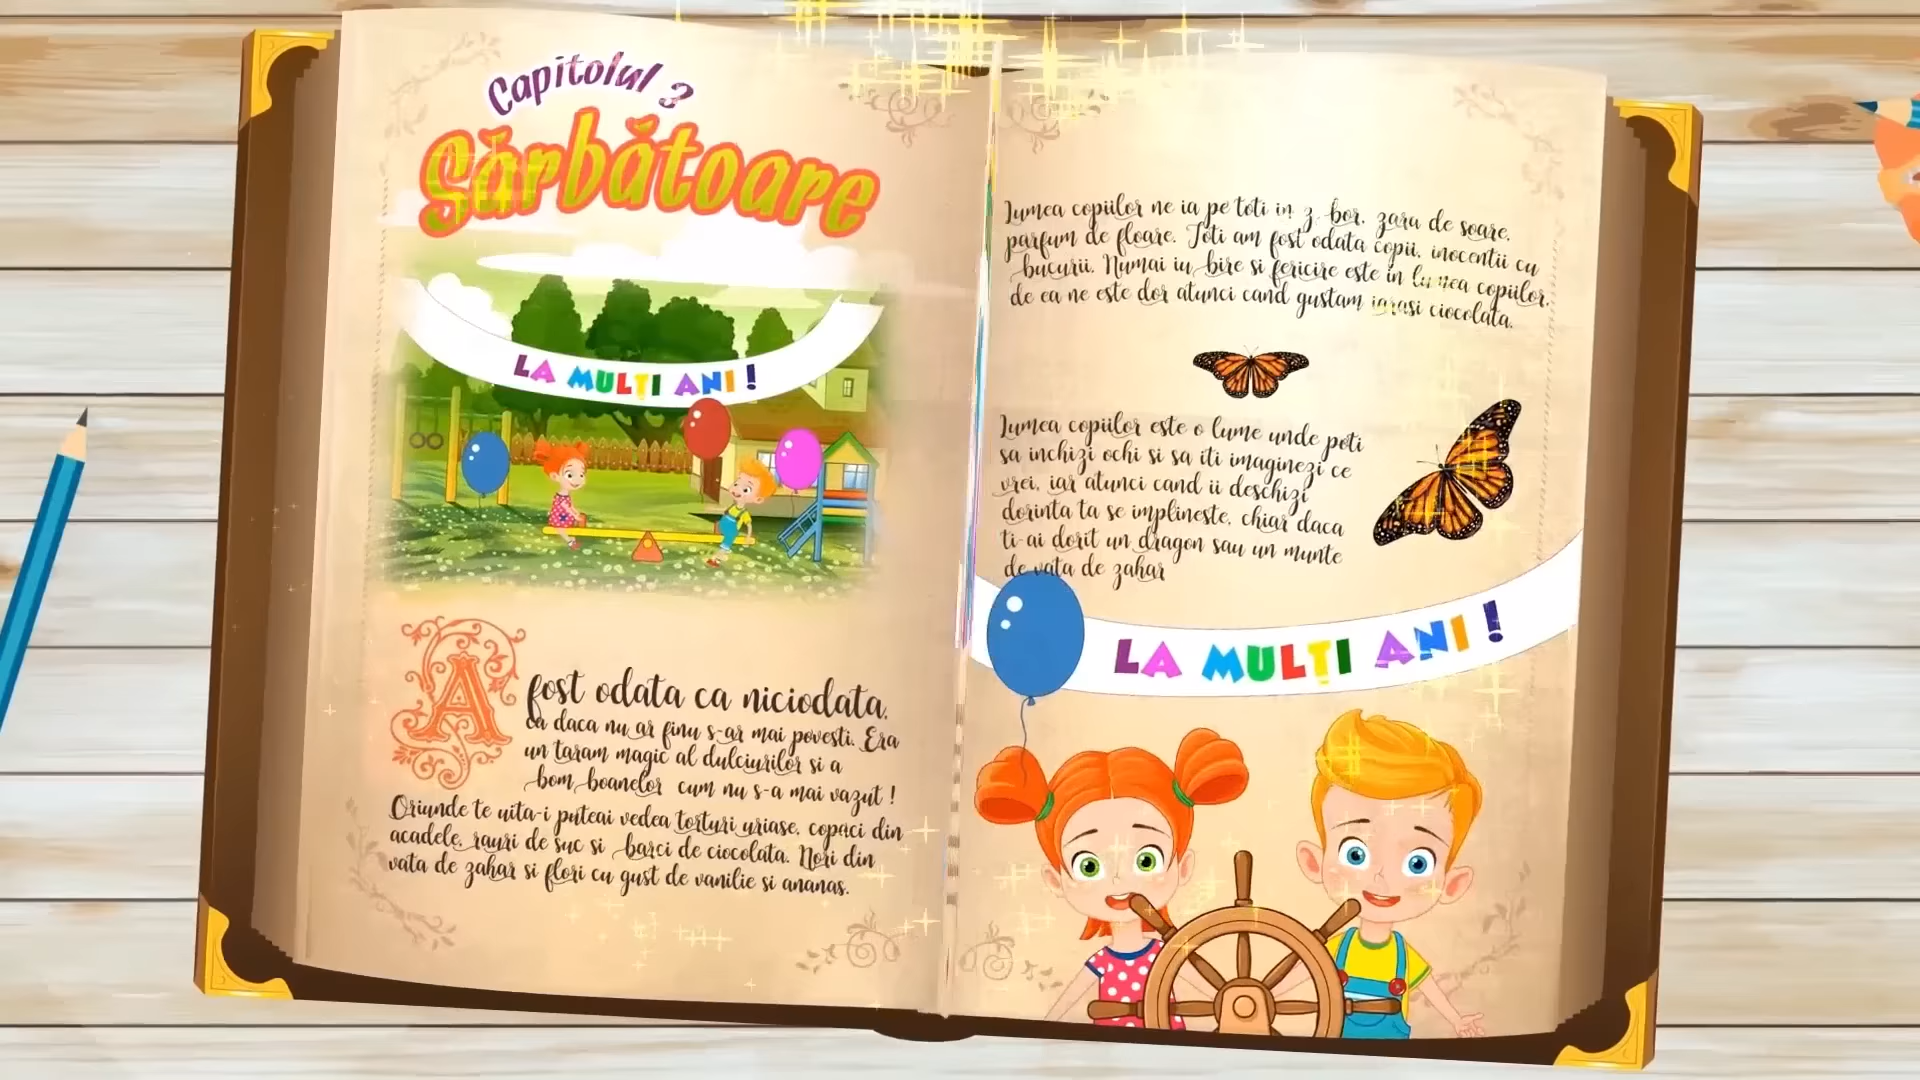 Capitolul 3
Sărbătoare
LA MULȚI ANI !
A fost odata ca niciodata,
ca daca nu ar finu s-ar mai povesti. Era
un taram magic al dulciurilor si a
bom boanelor cum nu s-a mai vazut !
Oriunde te uita-i puteai vedea torturi uriase, copaci din
acadele, rauri de suc si barci de ciocolata. Nori din
vata de zahar si flori cu gust de vanilie si ananas.
Lumea copiilor ne ia pe toti in z bor, zaru de soare,
parfum de floare. Toti am fost odata copii, inocentii cu
bucurii. Numai iu bire si fericire este in lumea copiilor,
de ea ne este dor atunci cand gustam iarasi ciocolata.
Lumea copiilor este o lume unde poti
sa inchizi ochi si sa iti imaginezi ce
vrei, iar atunci cand ii deschizi
dorinta ta se implineste, chiar daca
ti-ai dorit un dragon sau un munte
de vata de zahar
LA MULȚI ANI !